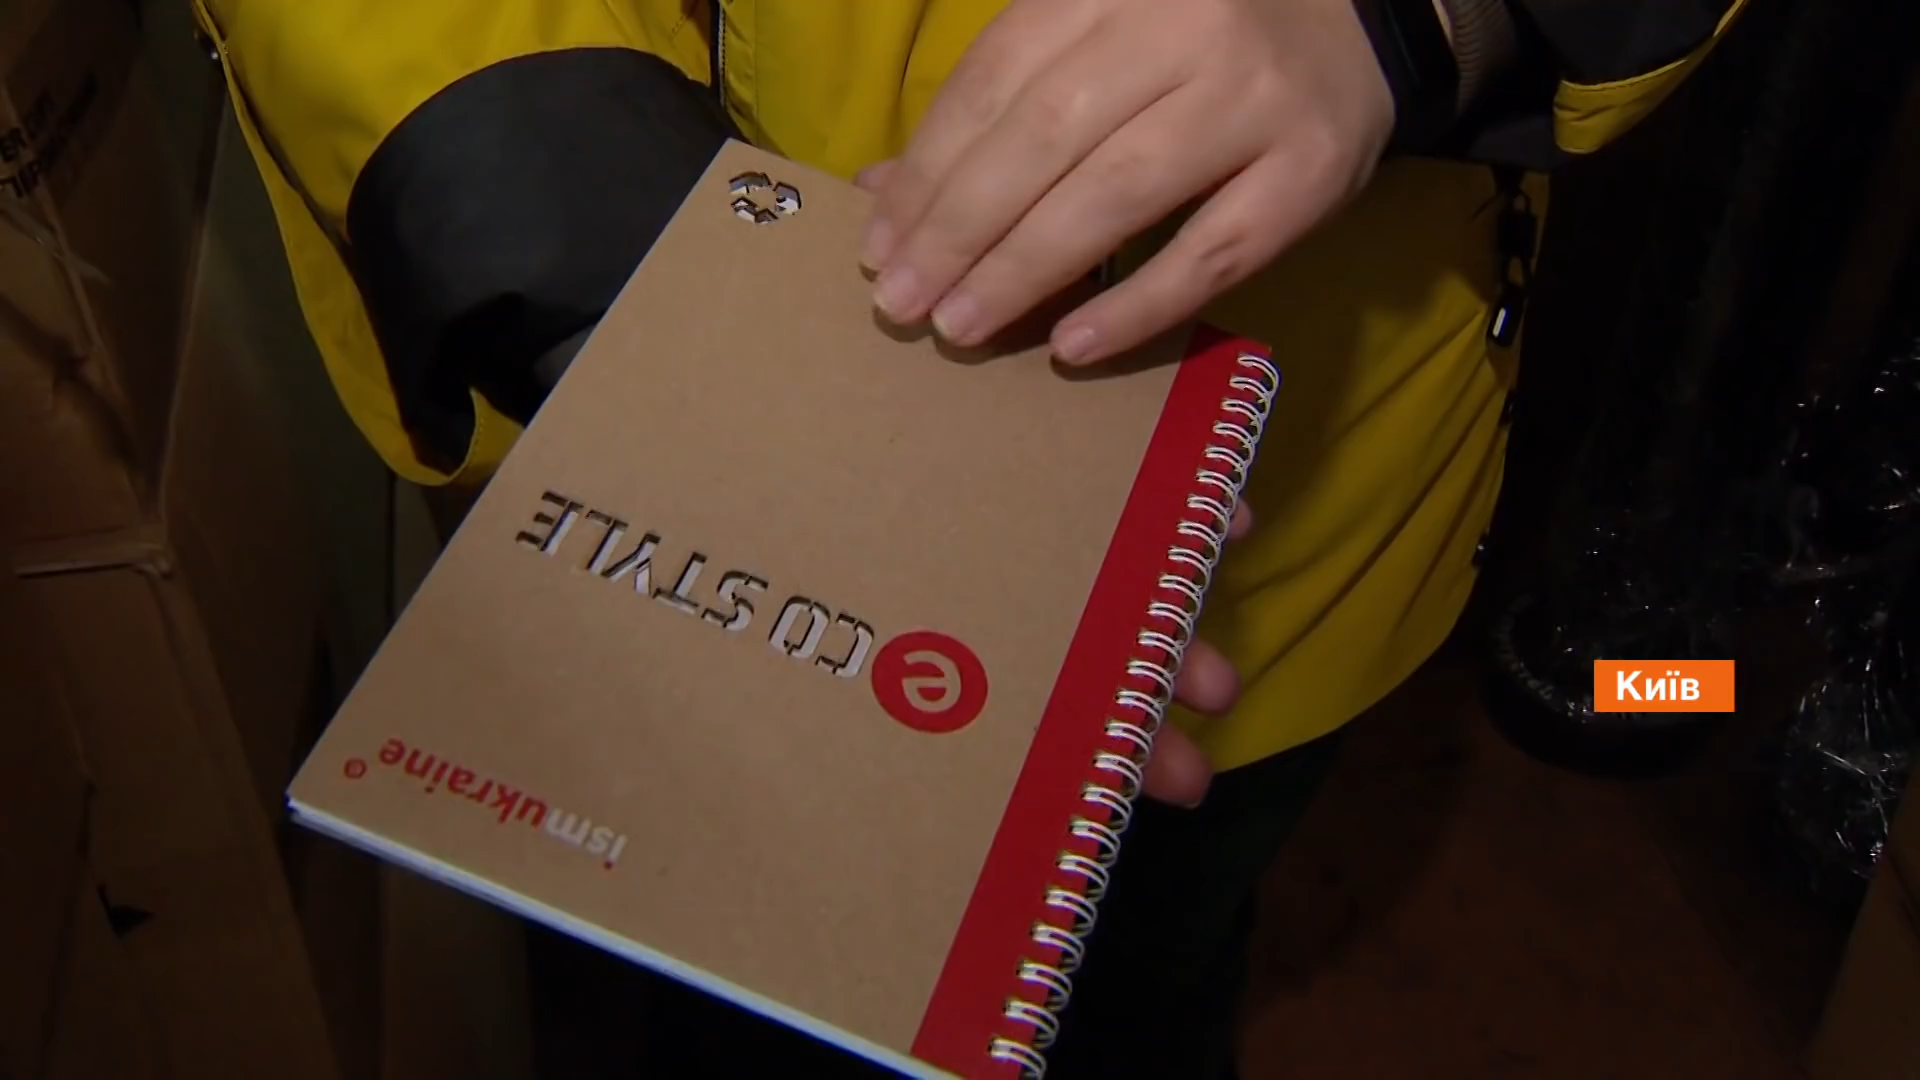 eCO STYLE
ismukraine
Київ